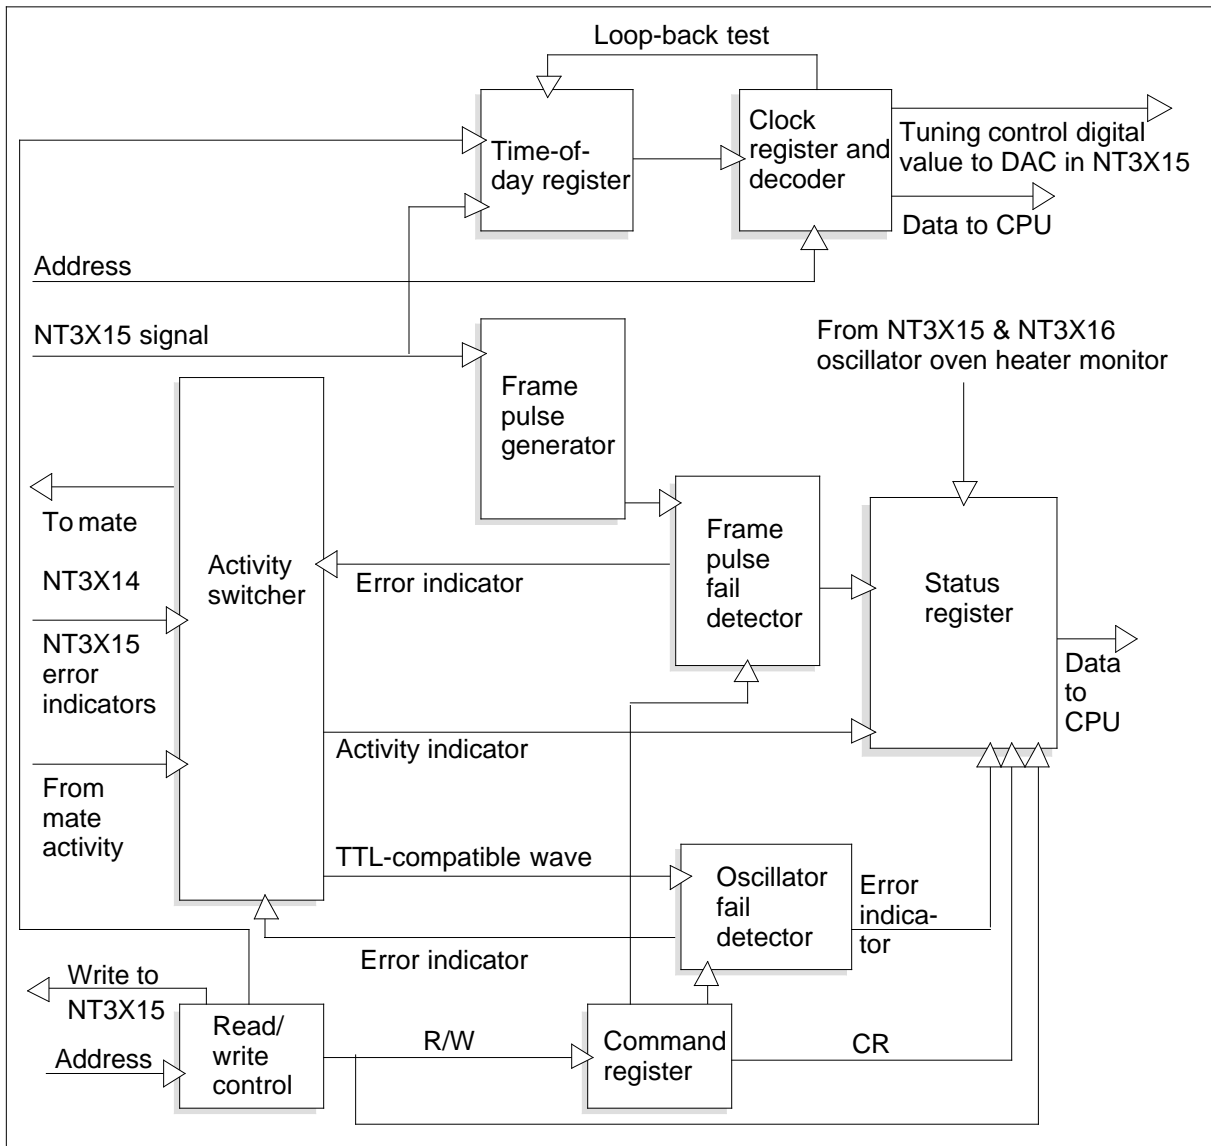 Loop-back test
Time-of-
day register
Clock
register and
decoder
Tuning control digital
value to DAC in NT3X15
Data to CPU
Address
NT3X15 signal
From NT3X15 & NT3X16
oscillator oven heater monitor
Frame
pulse
generator
To mate
NT3X14
NT3X15
error
indicators
From
mate
activity
Activity
switcher
Error indicator
Frame
pulse
fail
detector
Status
register
Data
to
CPU
Activity indicator
TTL-compatible wave
Oscillator
fail
detector
Error
indica-
tor
Error indicator
Write to
NT3X15
Address
Read/
write
control
R/W
Command
register
CR